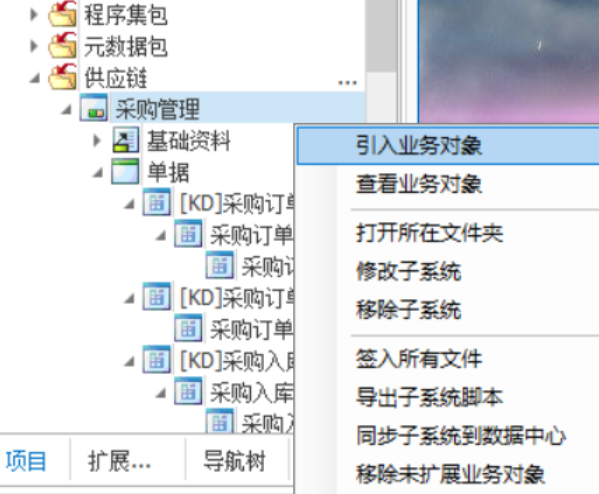 程序集包
元数据包
供应链
...
采购管理
基础资料
单据
[KD]采购订单
采购订单
采购订
[KD]采购订单
采购订单
[KD]采购入库
采购入库
采购入
项目
扩展...
导航树
引入业务对象
查看业务对象
打开所在文件夹
修改子系统
移除子系统
签入所有文件
导出子系统脚本
同步子系统到数据中心
移除未扩展业务对象